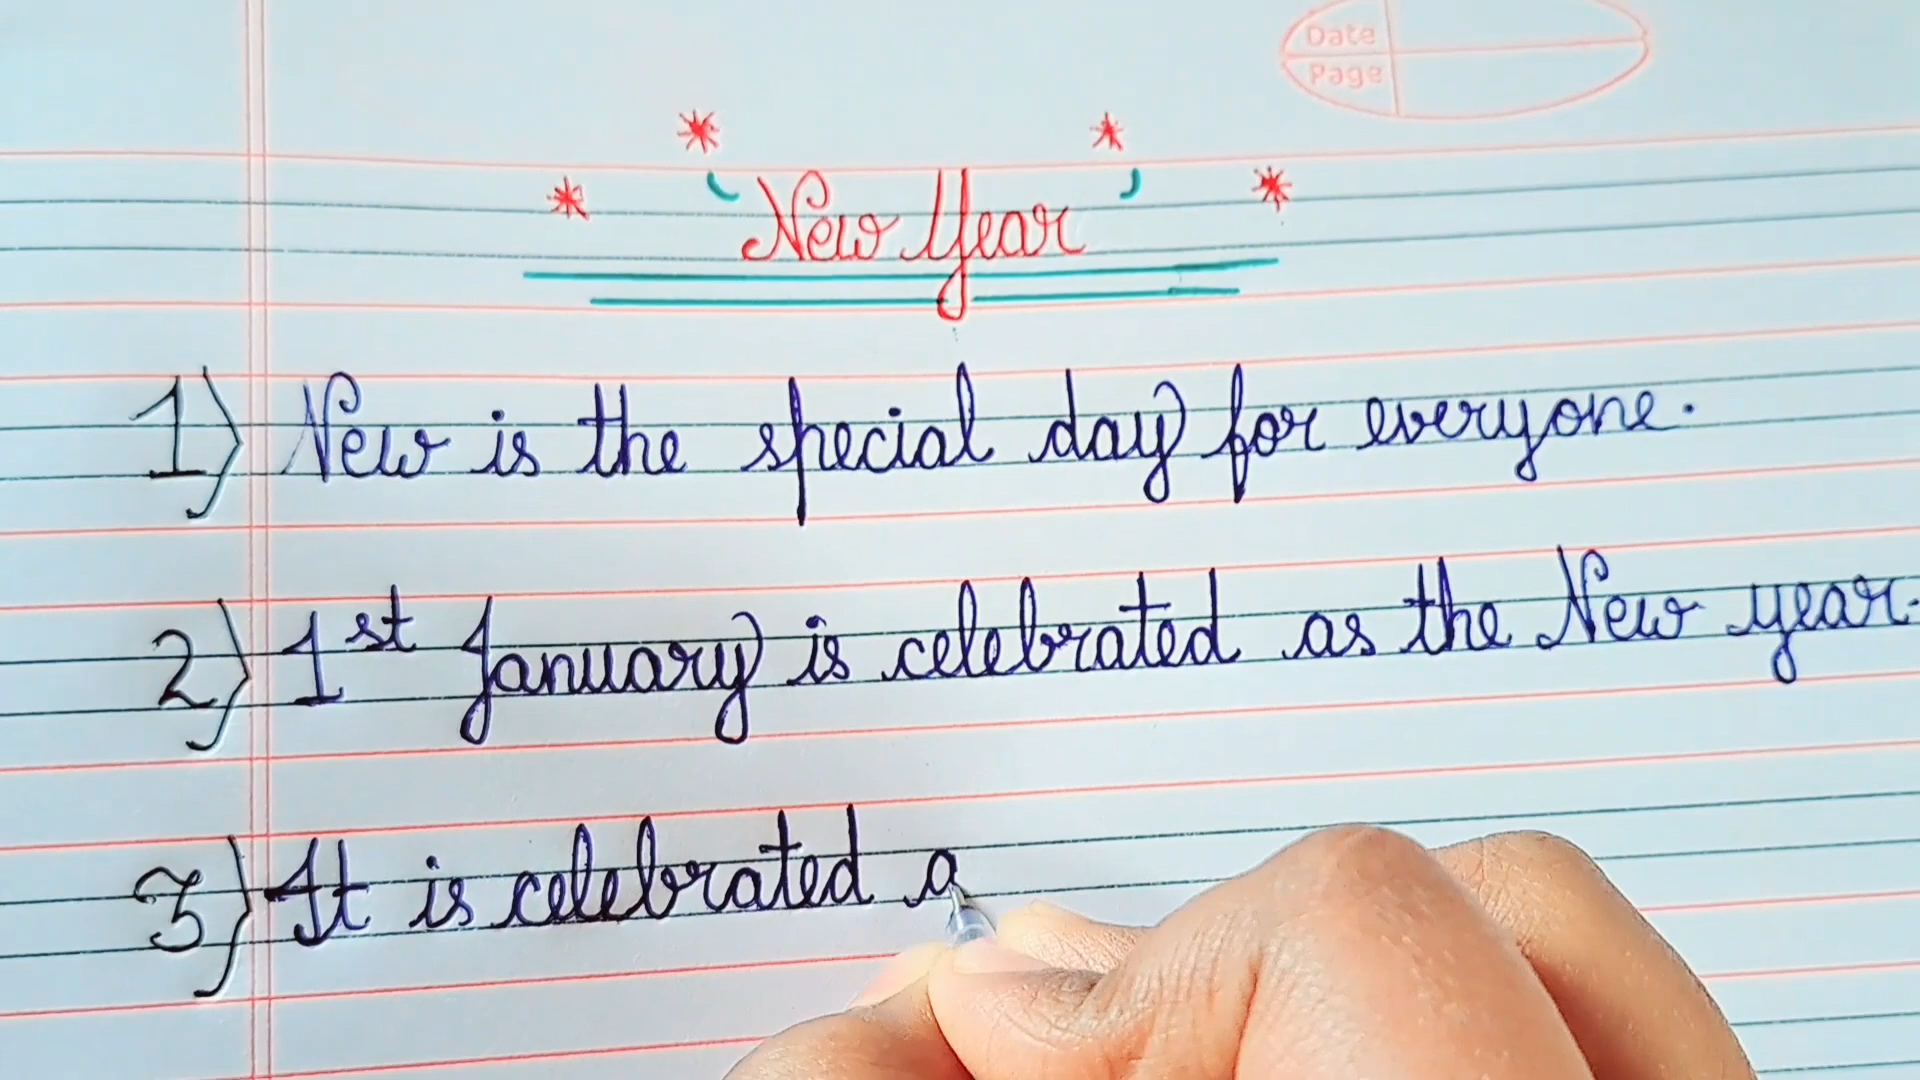 Date
Page
New Year
1) New is the special day for everyone.
2) 1st January is celebrated as the New year.
3) It is celebrated a